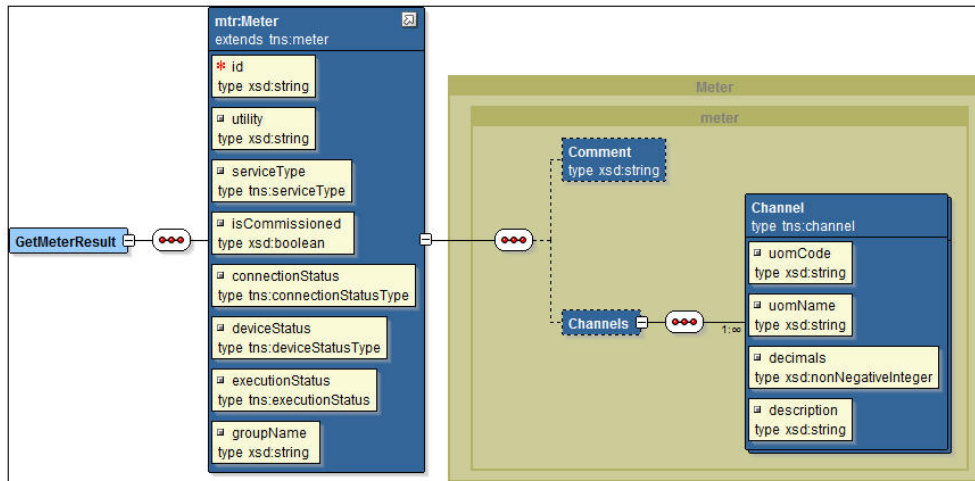 GetMeterResult
mtr:Meter
extends tns:meter
id
type xsd:string
utility
type xsd:string
serviceType
type tns:serviceType
isCommissioned
type xsd:boolean
connectionStatus
type tns:connectionStatusType
deviceStatus
type tns:deviceStatusType
executionStatus
type tns:executionStatus
groupName
type xsd:string
Meter
meter
Comment
type xsd:string
Channels
1:∞
Channel
type tns:channel
uomCode
type xsd:string
uomName
type xsd:string
decimals
type xsd:nonNegativeInteger
description
type xsd:string